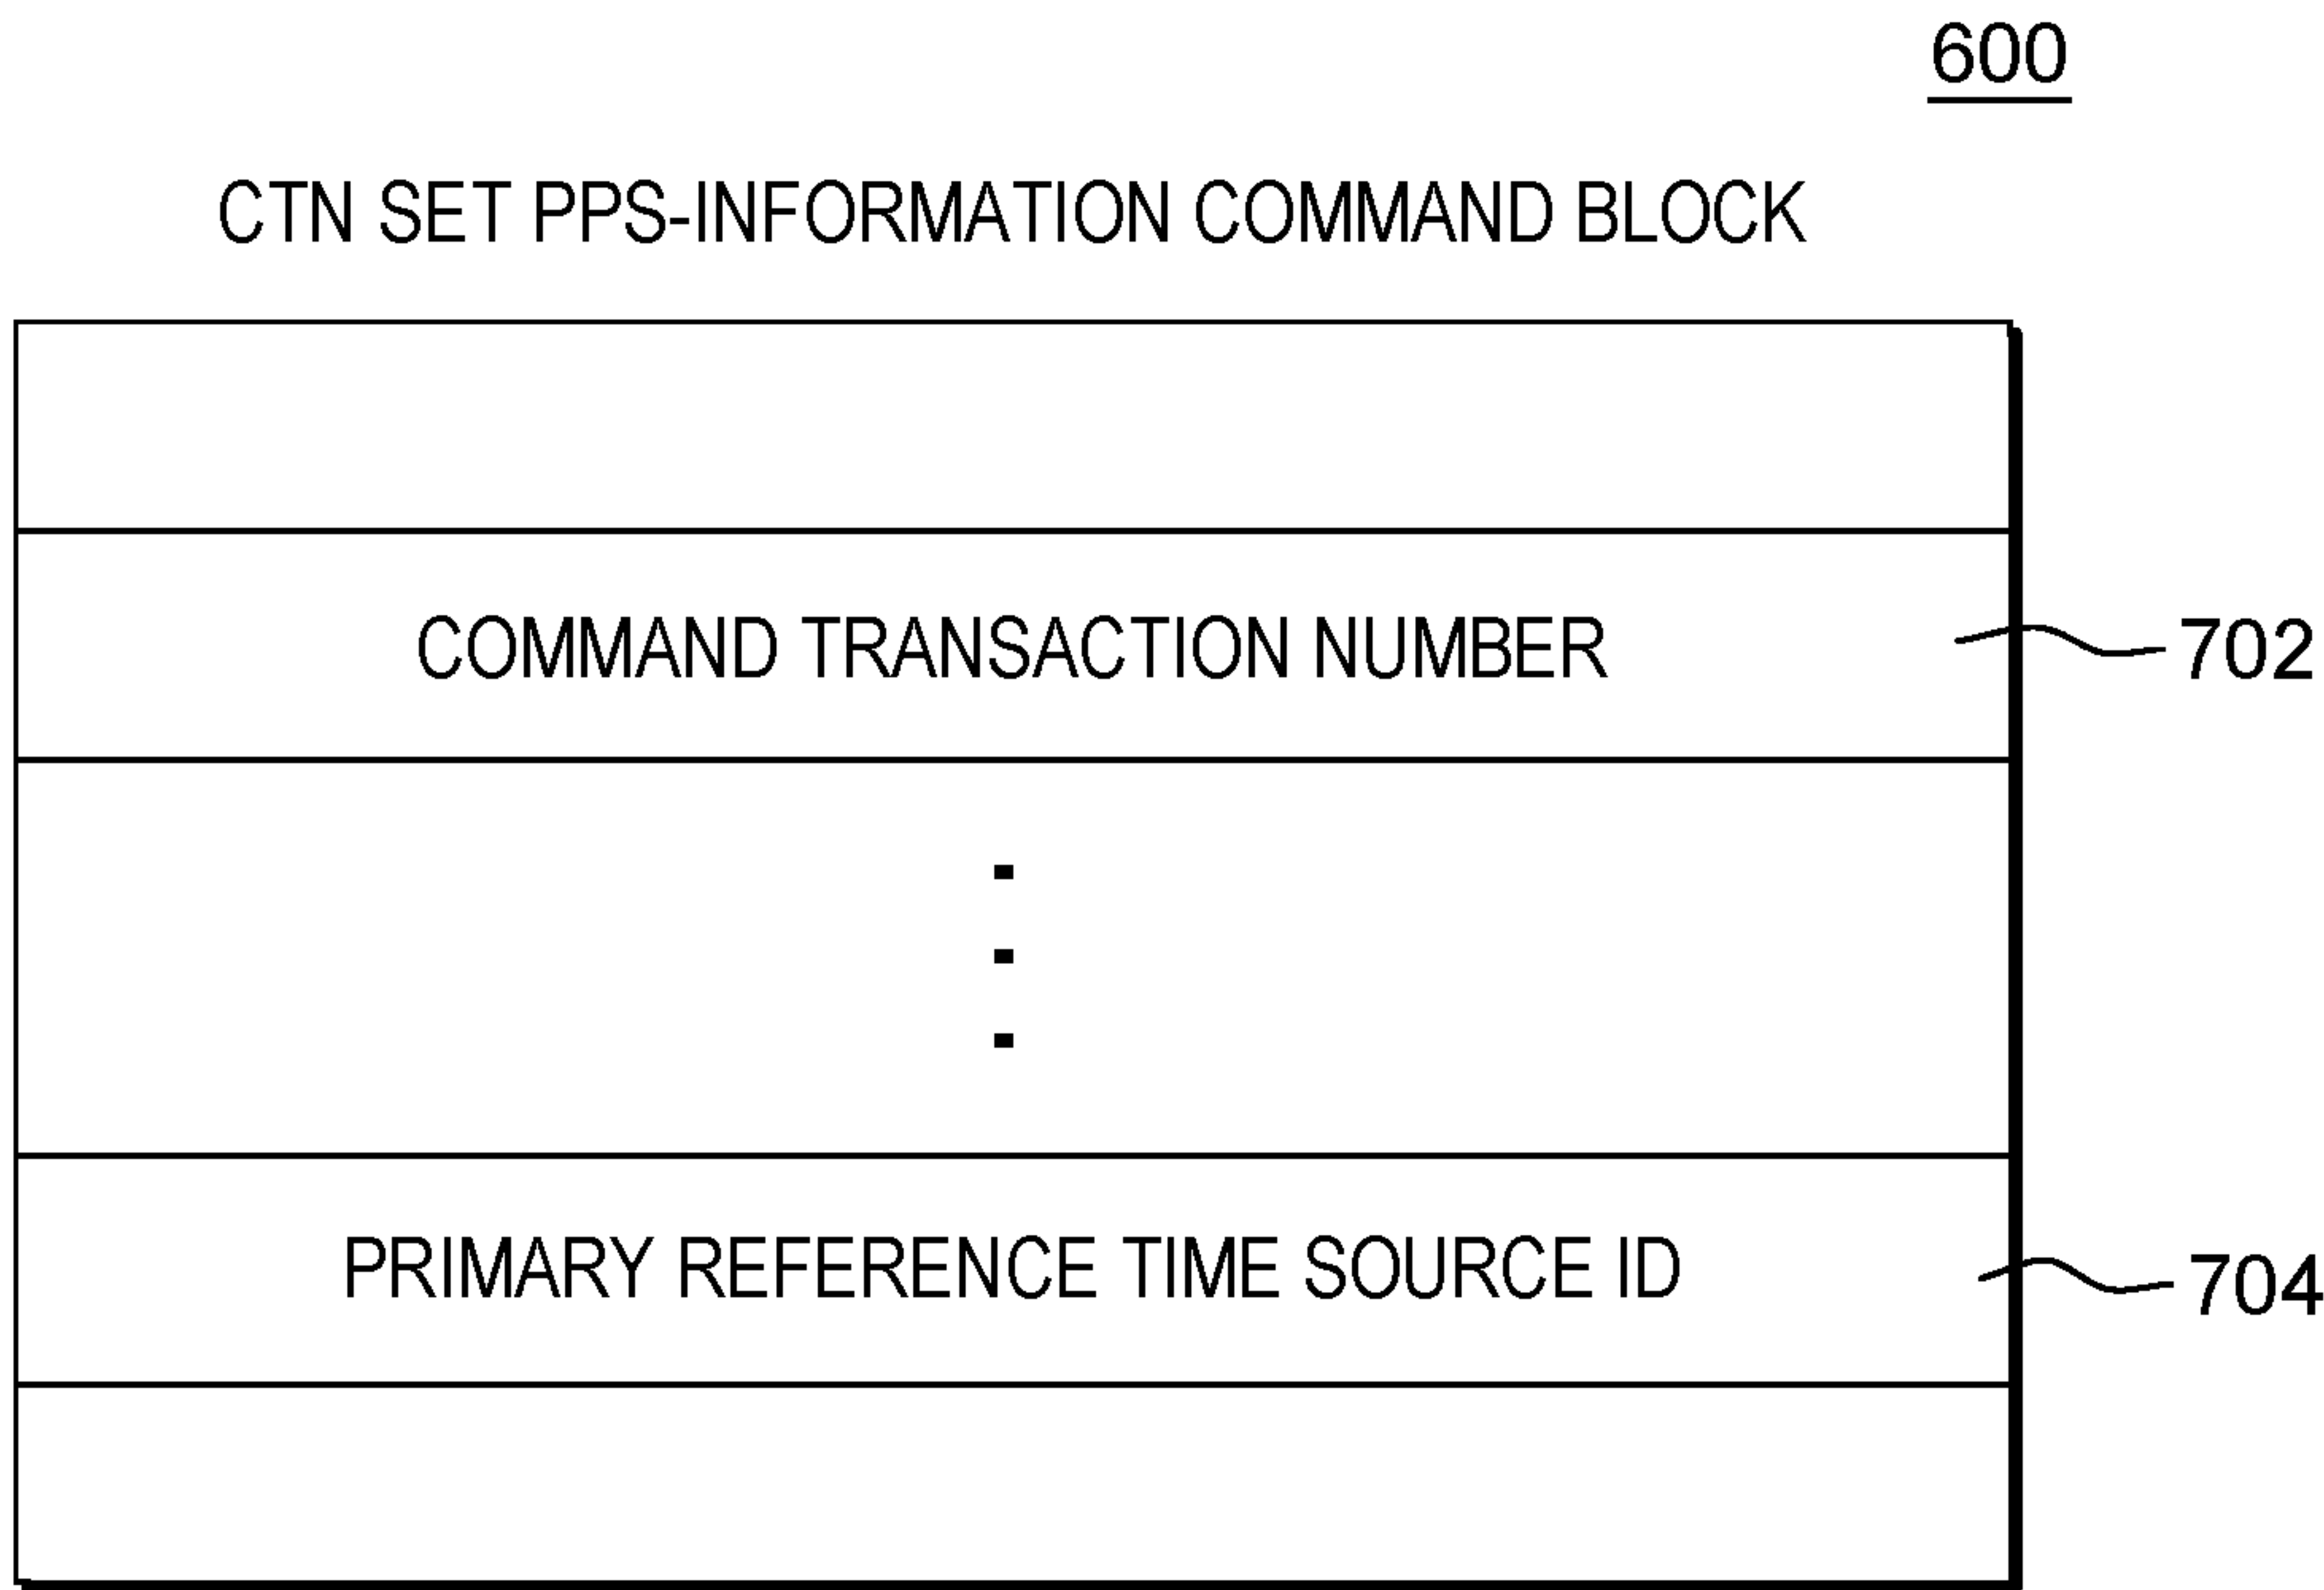 600
CTN SET PPS-INFORMATION COMMAND BLOCK
COMMAND TRANSACTION NUMBER
702
PRIMARY REFERENCE TIME SOURCE ID
704